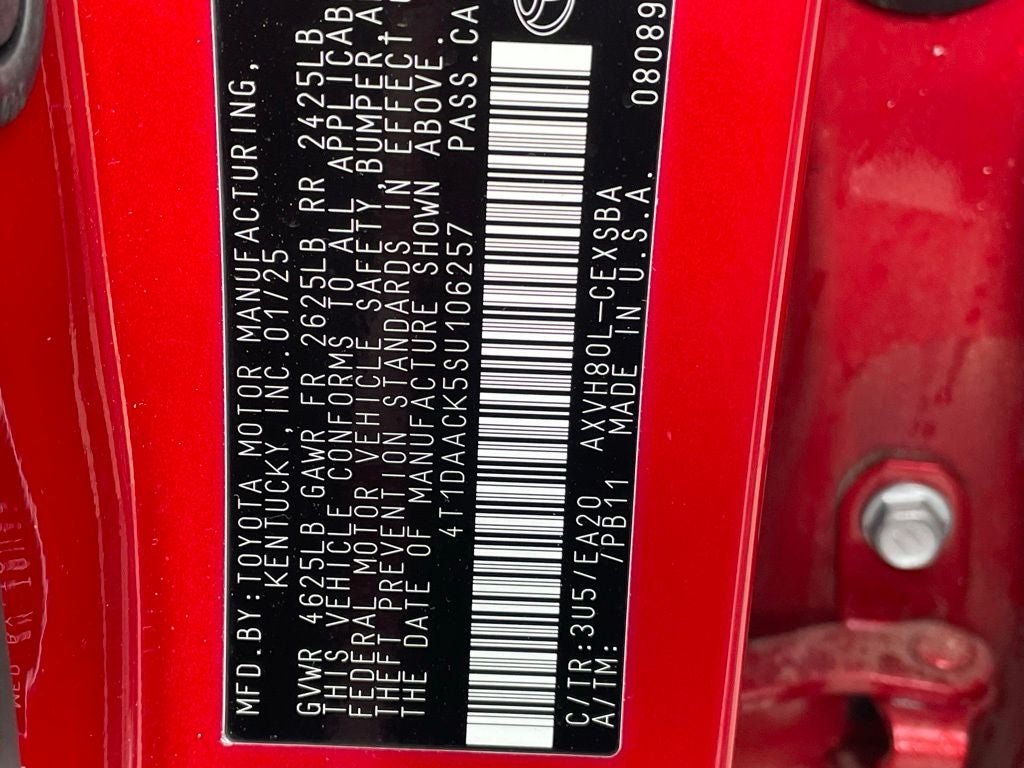 MFD.BY:TOYOTA MOTOR MANUFACTURING,
KENTUCKY,INC.01/25
GVWR 4625LB GAWR FR 2625LB RR 2425LB
THIS VEHICLE CONFORMS TO ALL APPLICAB
FEDERAL MOTOR VEHICLE SAFETY,BUMPER,A
THEFT PREVENTION STANDARDS IN EFFECT
THE DATE OF MANUFACTURE SHOWN ABOVE.
4T1DAACK5SU106257 PASS.CA
C/TR:3U5/EA20 AXVH80L-CEXSBA
A/TM: /PB11 MADE IN U.S.A. 08089